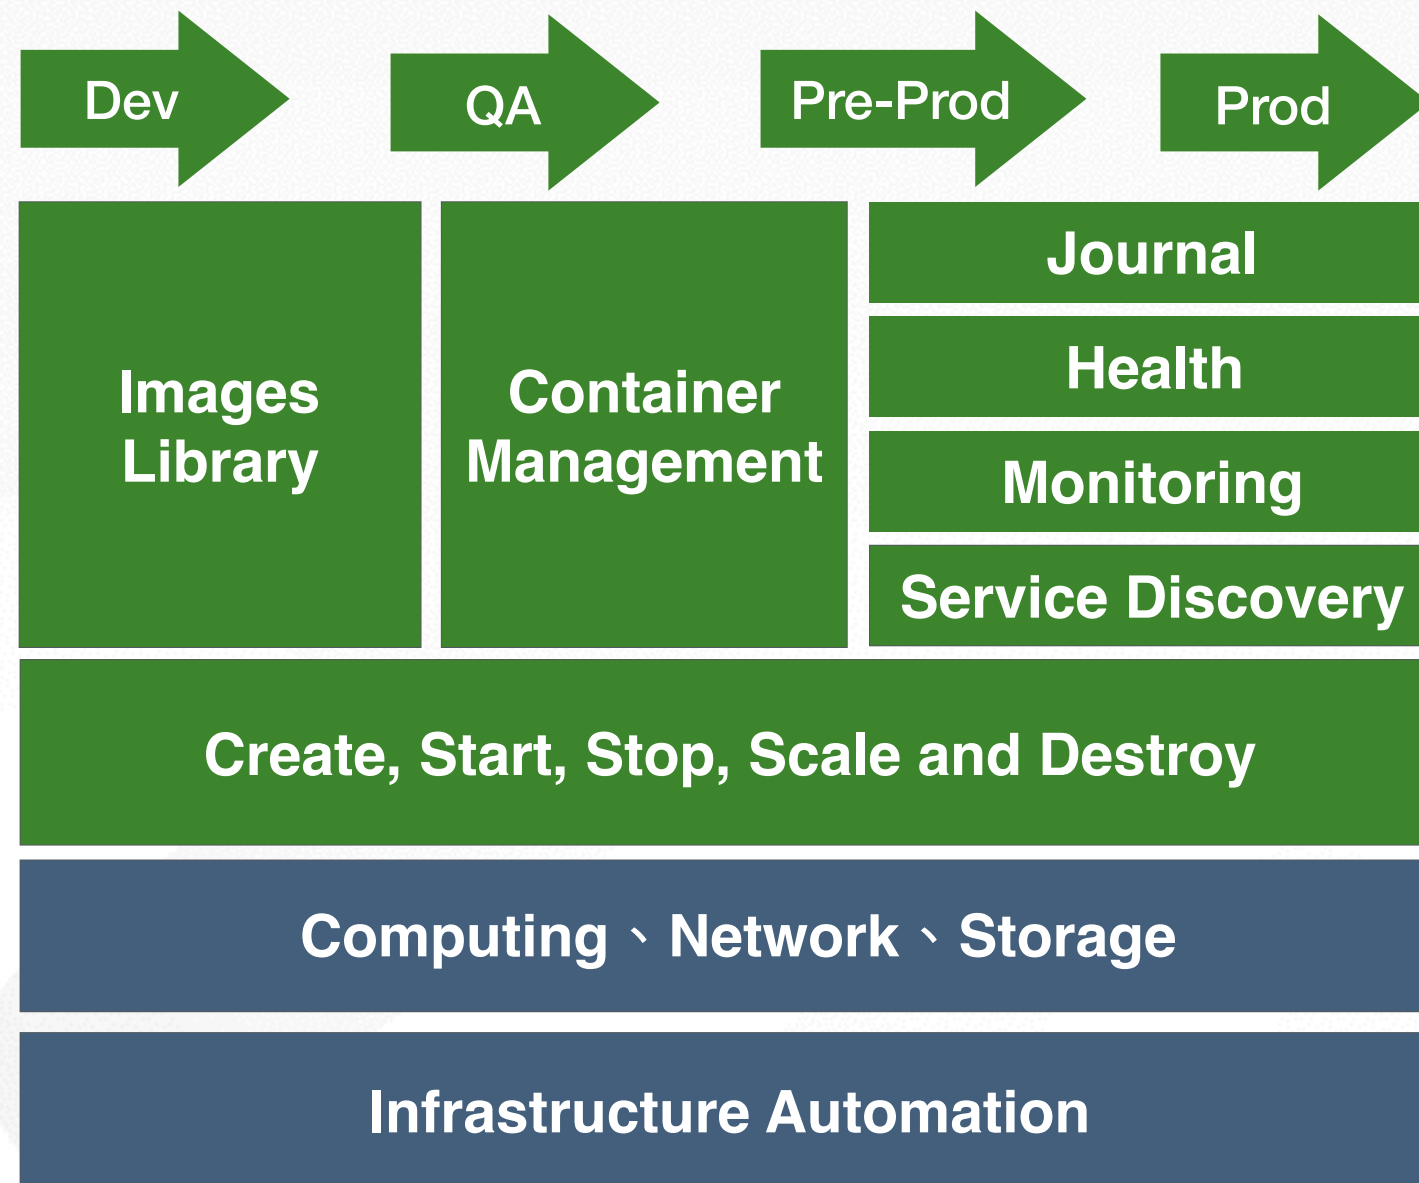 Dev
QA
Pre-Prod
Prod
Images
Library
Container
Management
Journal
Health
Monitoring
Service Discovery
Create, Start, Stop, Scale and Destroy
Computing、Network、Storage
Infrastructure Automation